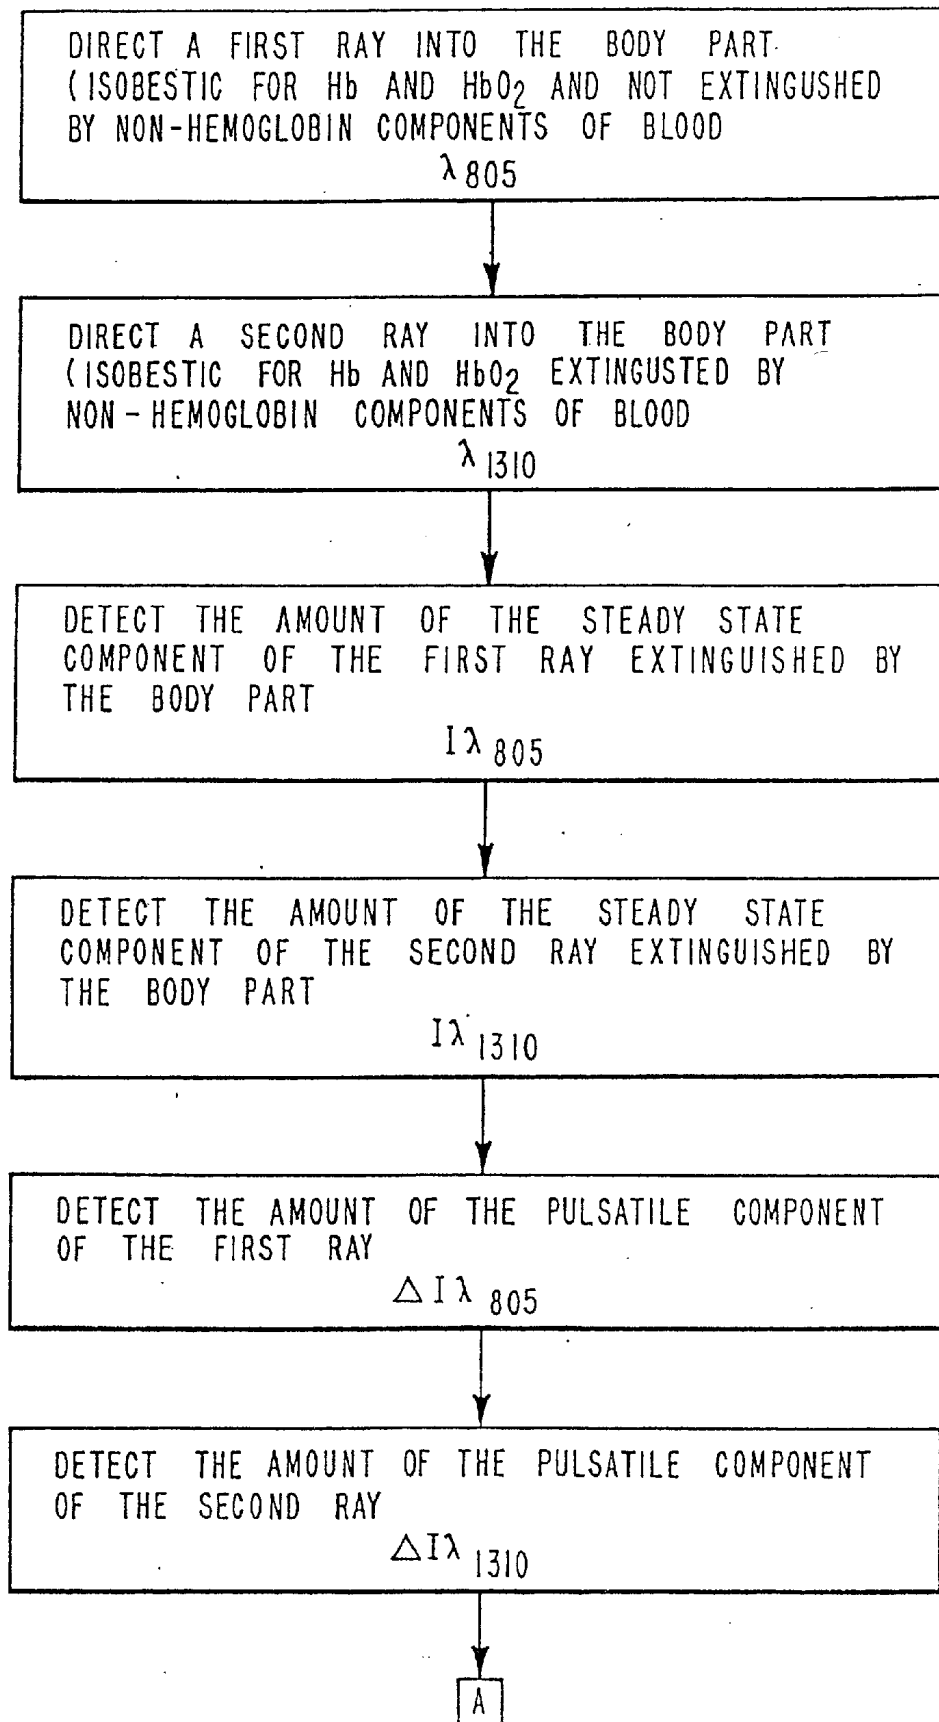 DIRECT A FIRST RAY INTO THE BODY PART
(ISOBESTIC FOR Hb AND HbO2 AND NOT EXTINGUSHED
BY NON-HEMOGLOBIN COMPONENTS OF BLOOD
λ805
DIRECT A SECOND RAY INTO THE BODY PART
(ISOBESTIC FOR Hb AND HbO2 EXTINGUSTED BY
NON-HEMOGLOBIN COMPONENTS OF BLOOD
λ1310
DETECT THE AMOUNT OF THE STEADY STATE
COMPONENT OF THE FIRST RAY EXTINGUISHED BY
THE BODY PART
Iλ805
DETECT THE AMOUNT OF THE STEADY STATE
COMPONENT OF THE SECOND RAY EXTINGUISHED BY
THE BODY PART
Iλ1310
DETECT THE AMOUNT OF THE PULSATILE COMPONENT
OF THE FIRST RAY
ΔIλ805
DETECT THE AMOUNT OF THE PULSATILE COMPONENT
OF THE SECOND RAY
ΔIλ1310
A